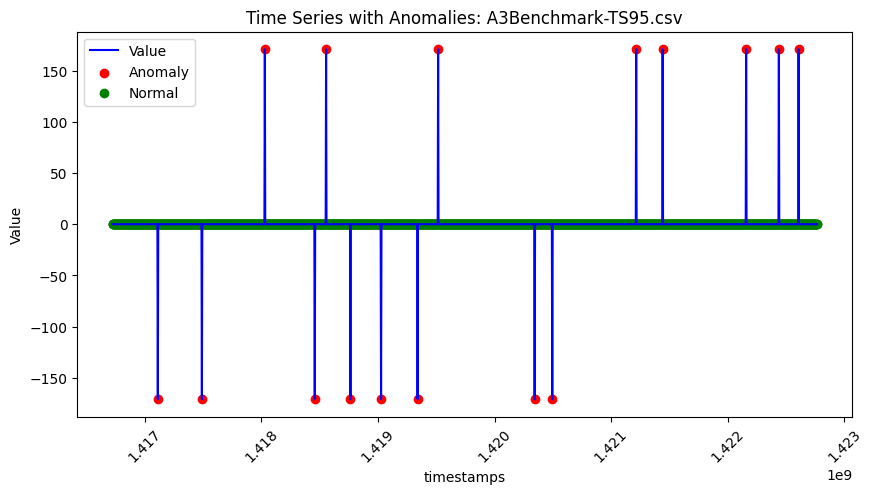 Time Series with Anomalies: A3Benchmark-TS95.csv
Value
Anomaly
Normal
150
100
50
0
−50
−100
−150
Value
1.417
1.418
1.419
1.420
1.421
1.422
1.423
1e9
timestamps